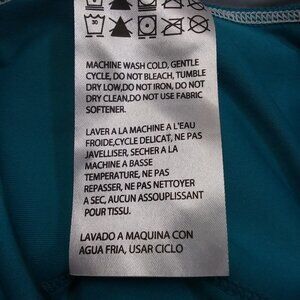 30
MACHINE WASH COLD, GENTLE
CYCLE, DO NOT BLEACH, TUMBLE
DRY LOW,DO NOT IRON, DO NOT
DRY CLEAN,DO NOT USE FABRIC
SOFTENER.
LAVER A LA MACHINE A L'EAU
FROIDE,CYCLE DELICAT, NE PAS
JAVELLISER, SECHER A LA
MACHINE A BASSE
TEMPERATURE, NE PAS
REPASSER, NE PAS NETTOYER
A SEC, AUCUN ASSOUPLISSANT
POUR TISSU.
LAVADO A MAQUINA CON
AGUA FRIA, USAR CICLO